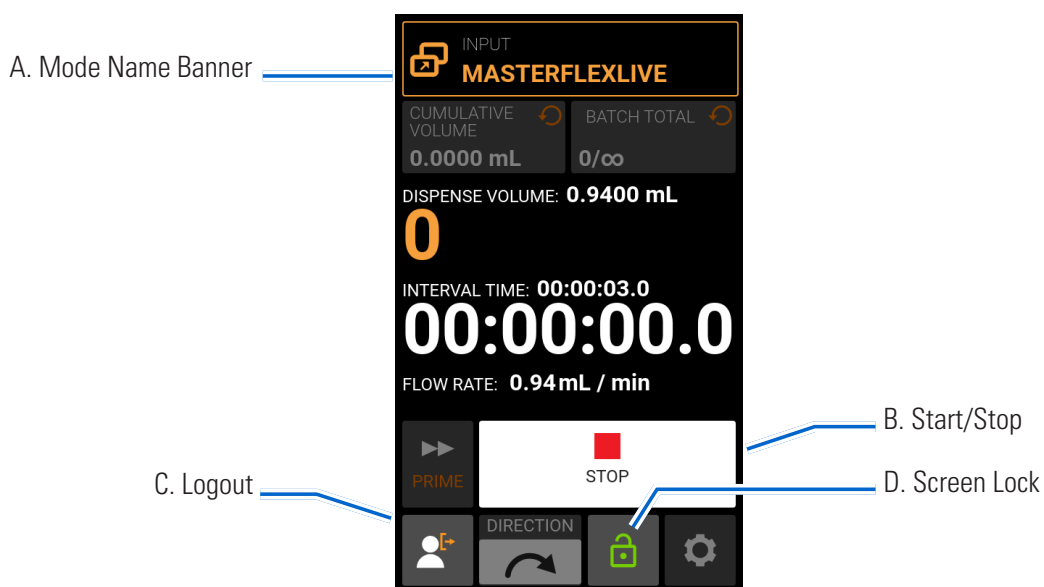 A. Mode Name Banner
INPUT
MASTERFLEXLIVE
CUMULATIVE
VOLUME
0.0000 mL
BATCH TOTAL
0/∞
DISPENSE VOLUME: 0.9400 mL
0
INTERVAL TIME: 00:00:03.0
00:00:00.0
FLOW RATE: 0.94 mL / min
PRIME
STOP
B. Start/Stop
C. Logout
D. Screen Lock
DIRECTION